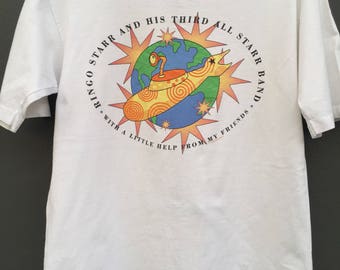 RINGO STARR AND HIS THIRD ALL STARR BAND
• WITH A LITTLE HELP FROM MY FRIENDS •